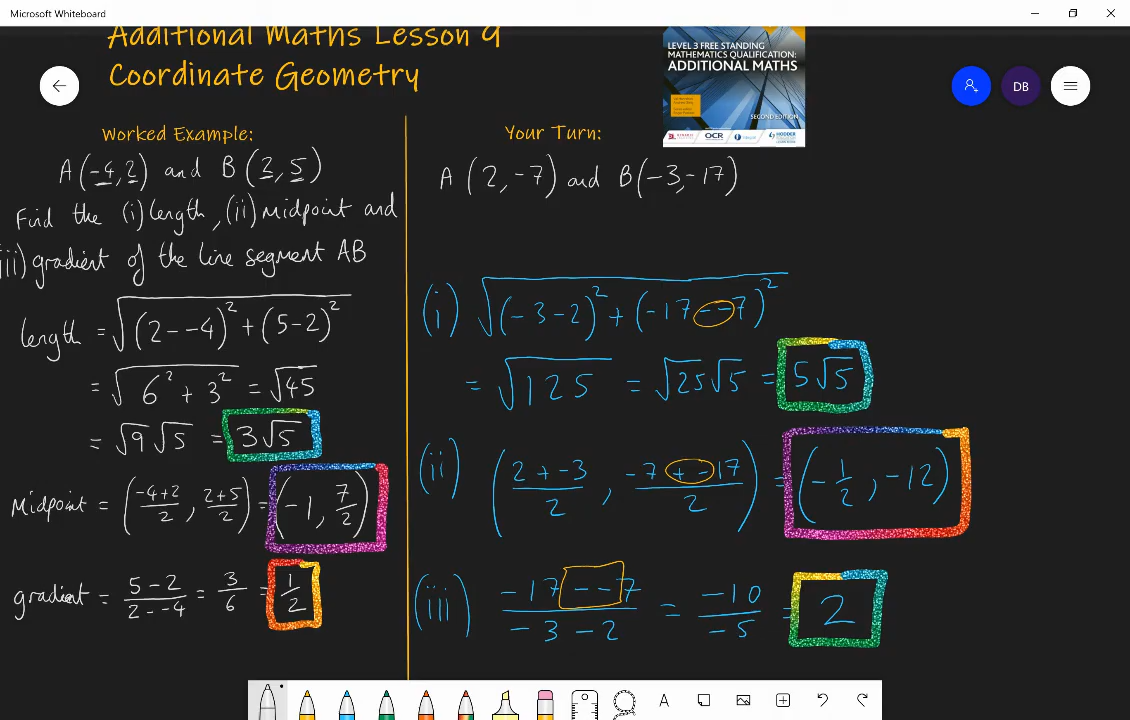 Microsoft Whiteboard
Additional Maths Lesson 9
Coordinate Geometry
LEVEL 3 FREE STANDING
MATHEMATICS QUALIFICATION:
ADDITIONAL MATHS
SECOND EDITION
OCR
HODDER
DB
Worked Example:
A (-4,2) and B (2,5)
Find the (i) length, (ii) midpoint and
iii) gradient of the line segment AB
length = √((2--4)² + (5-2)²)
= √(6² + 3²) = √45
= √9 √5 = 3√5
Midpoint = ((-4+2)/2, (2+5)/2) = (-1, 7/2)
gradient = (5-2)/(2--4) = 3/6 = 1/2
Your Turn:
A (2,-7) and B (-3,-17)
(i) √((-3-2)² + (-17--7)²)
= √125 = √25 √5 = 5√5
(ii) ((2+-3)/2, (-7+-17)/2) = (-1/2, -12)
(iii) (-17--7)/(-3-2) = -10/-5 = 2
A